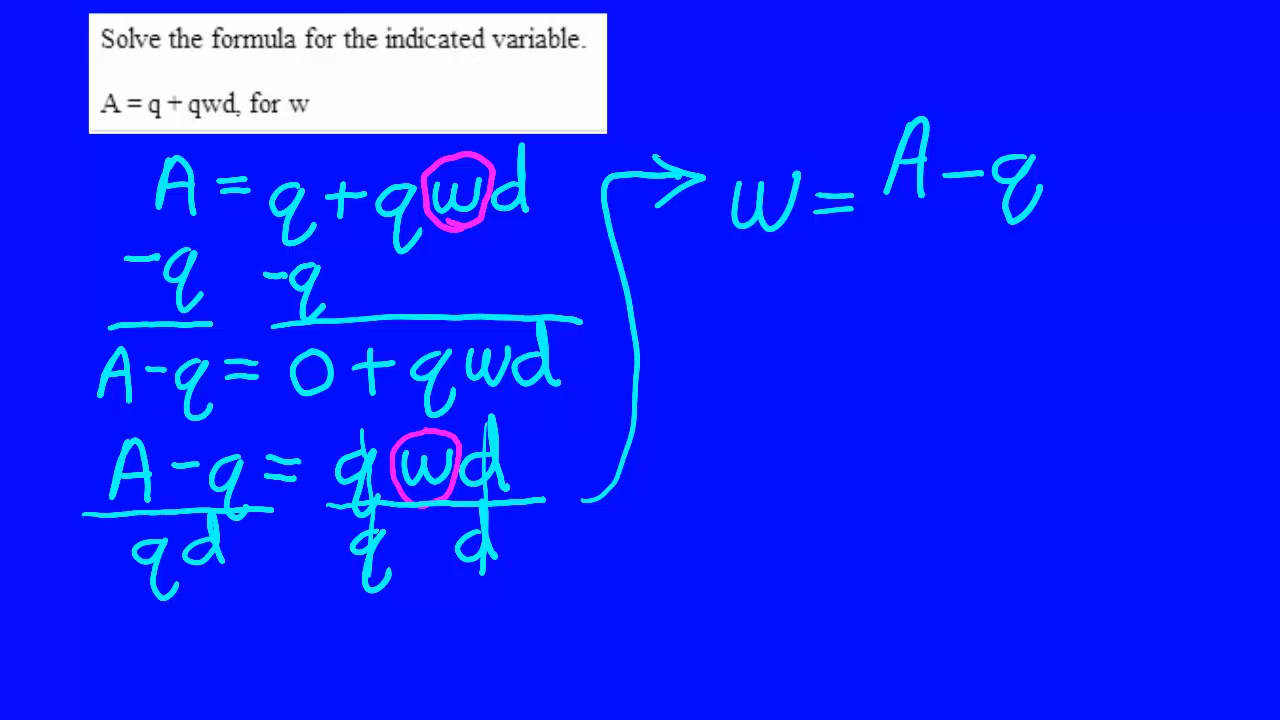 Solve the formula for the indicated variable.
A = q + qwd, for w
A = q + qwd
-q -q
A-q = 0 + qwd
A-q = qwd
qd q d
w = A-q